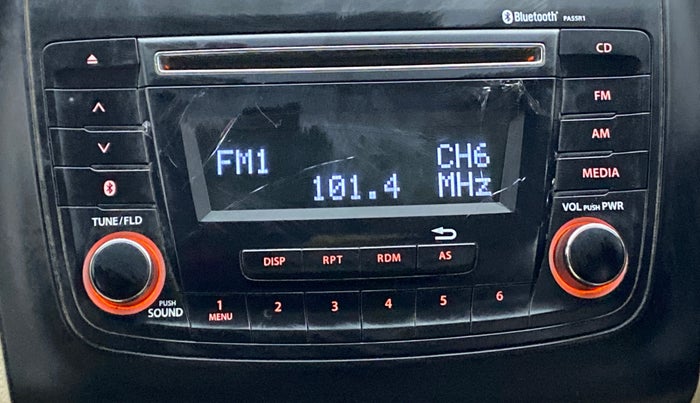 Bluetooth PASSR1
CD
FM
AM
MEDIA
FM1 CH6
101.4 MHz
TUNE/FLD
VOL PUSH PWR
DISP RPT RDM AS
PUSH
SOUND
1 2 3 4 5 6
MENU